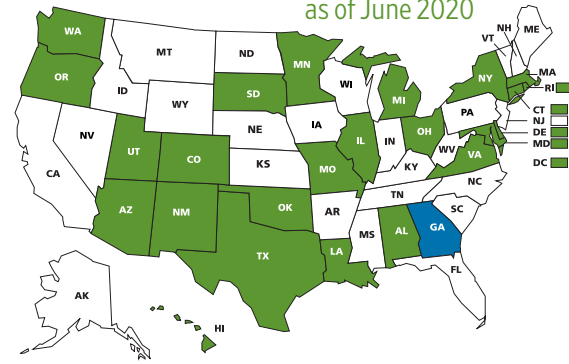 as of June 2020
WA
MT
ND
MN
VT
NH
ME
OR
ID
SD
WI
MI
NY
MA
RI
WY
IA
PA
CT
NJ
NV
NE
IL
IN
OH
DE
MD
UT
CO
KS
MO
KY
WV
VA
DC
CA
TN
NC
AZ
NM
OK
AR
SC
MS
AL
GA
TX
LA
FL
AK
HI